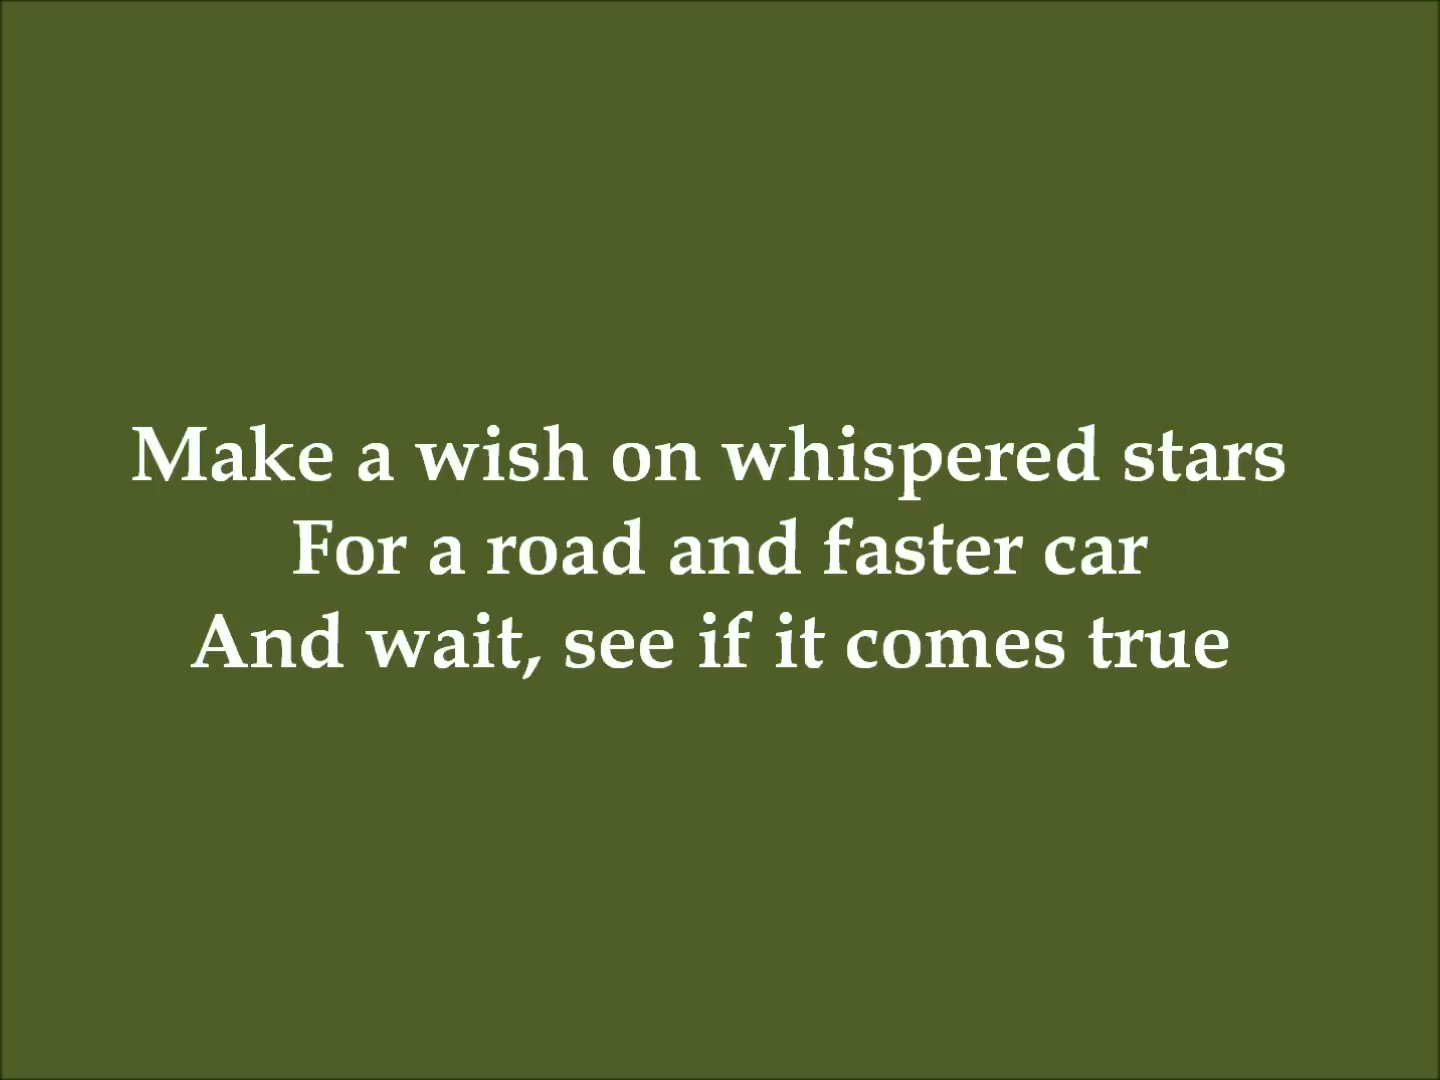 Make a wish on whispered stars
For a road and faster car
And wait, see if it comes true